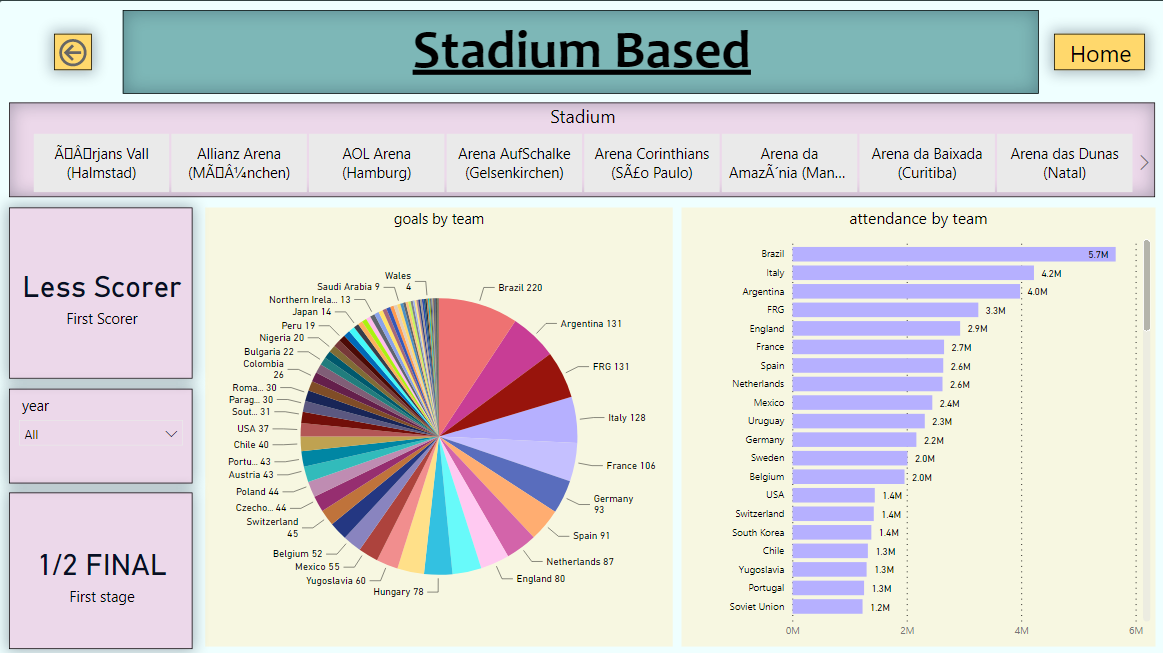 Stadium Based
Home
Stadium
Ã▯Â▯rjans Vall
(Halmstad)
Allianz Arena
(MÃ▯Â¼nchen)
AOL Arena
(Hamburg)
Arena AufSchalke
(Gelsenkirchen)
Arena Corinthians
(SÃ£o Paulo)
Arena da
AmazÃ´nia (Man...
Arena da Baixada
(Curitiba)
Arena das Dunas
(Natal)
Less Scorer
First Scorer
year
All
1/2 FINAL
First stage
goals by team
Brazil 220
Argentina 131
FRG 131
Italy 128
France 106
Germany
93
Spain 91
Netherlands 87
England 80
Hungary 78
Yugoslavia 60
Mexico 55
Belgium 52
Switzerland
45
Czecho... 44
Poland 44
Austria 43
Portu... 43
Chile 40
USA 37
Sout... 31
Parag... 30
Roma... 30
Colombia
26
Bulgaria 22
Nigeria 20
Peru 19
Japan 14
Northern Irela... 13
Saudi Arabia 9
Wales
4
attendance by team
Brazil 5.7M
Italy 4.2M
Argentina 4.0M
FRG 3.3M
England 2.9M
France 2.7M
Spain 2.6M
Netherlands 2.6M
Mexico 2.4M
Uruguay 2.3M
Germany 2.2M
Sweden 2.0M
Belgium 2.0M
USA 1.4M
Switzerland 1.4M
South Korea 1.4M
Chile 1.3M
Yugoslavia 1.3M
Portugal 1.3M
Soviet Union 1.2M
0M 2M 4M 6M